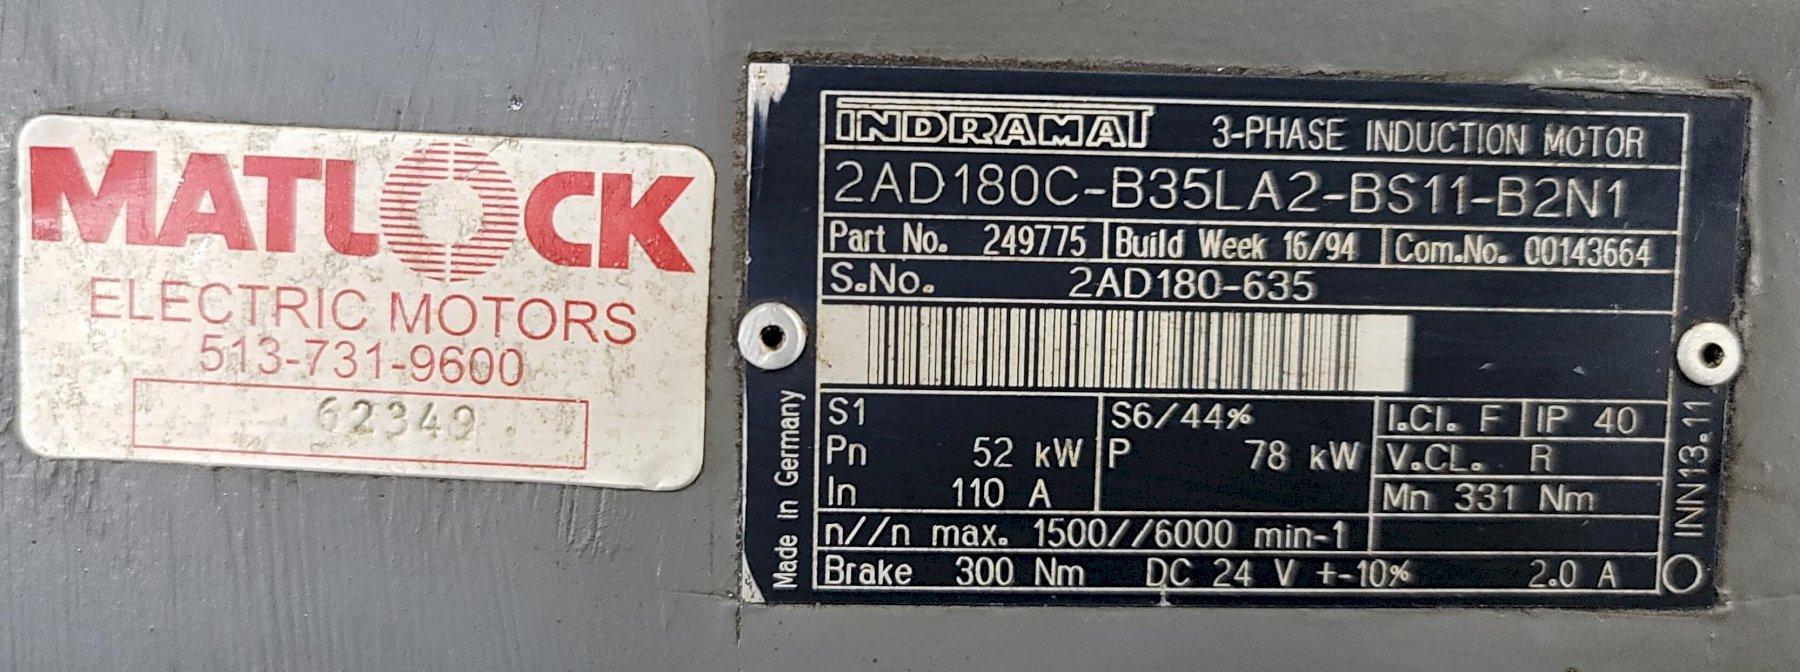 MATLOCK
ELECTRIC MOTORS
513-731-9600
62349
INDRAMAT 3-PHASE INDUCTION MOTOR
2AD180C-B35LA2-BS11-B2N1
Part No. 249775 Build Week 16/94 Com.No. 00143664
S.No. 2AD180-635
S1 S6/44% I.Cl. F IP 40
Pn 52 kW P 78 kW V.CL. R
In 110 A Mn 331 Nm
n//n max. 1500//6000 min-1
Brake 300 Nm DC 24 V +-10% 2.0 A
Made in Germany
INN13.11